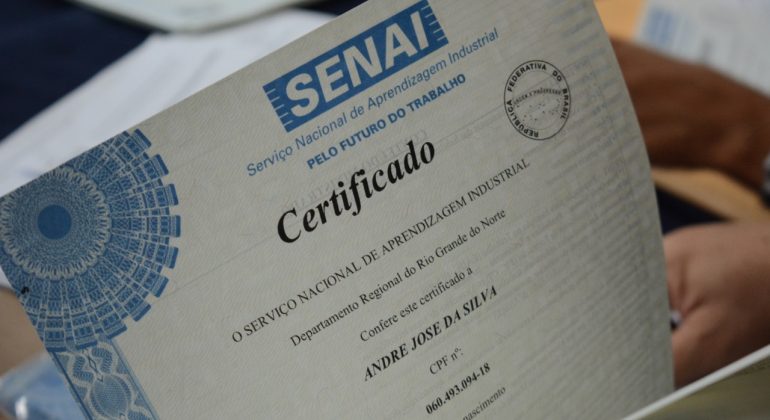 SENAI
Serviço Nacional de Aprendizagem Industrial
PELO FUTURO DO TRABALHO
REPÚBLICA FEDERATIVA DO BRASIL
Certificado
O SERVIÇO NACIONAL DE APRENDIZAGEM INDUSTRIAL
Departamento Regional do Rio Grande do Norte
Confere este certificado a
ANDRE JOSE DA SILVA
CPF nº:
060.493.094-18
nascimento